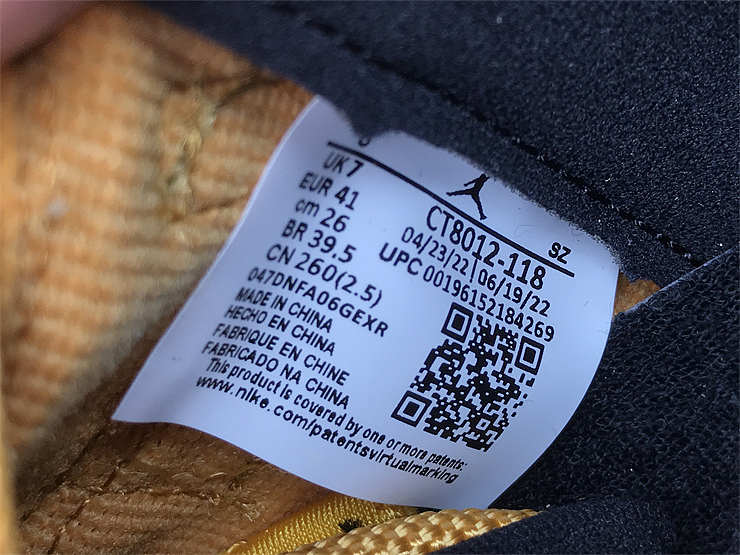 UK 7
EUR 41
cm 26
BR 39.5
CN 260(2.5)
047DNFA06GEXR
MADE IN CHINA
HECHO EN CHINA
FABRIQUE EN CHINE
FABRICADO NA CHINA
This product is covered by one or more patents:
www.nike.com/patentsvirtualmarking
SZ
CT8012-118
04/23/22 | 06/19/22
UPC 00196152184269